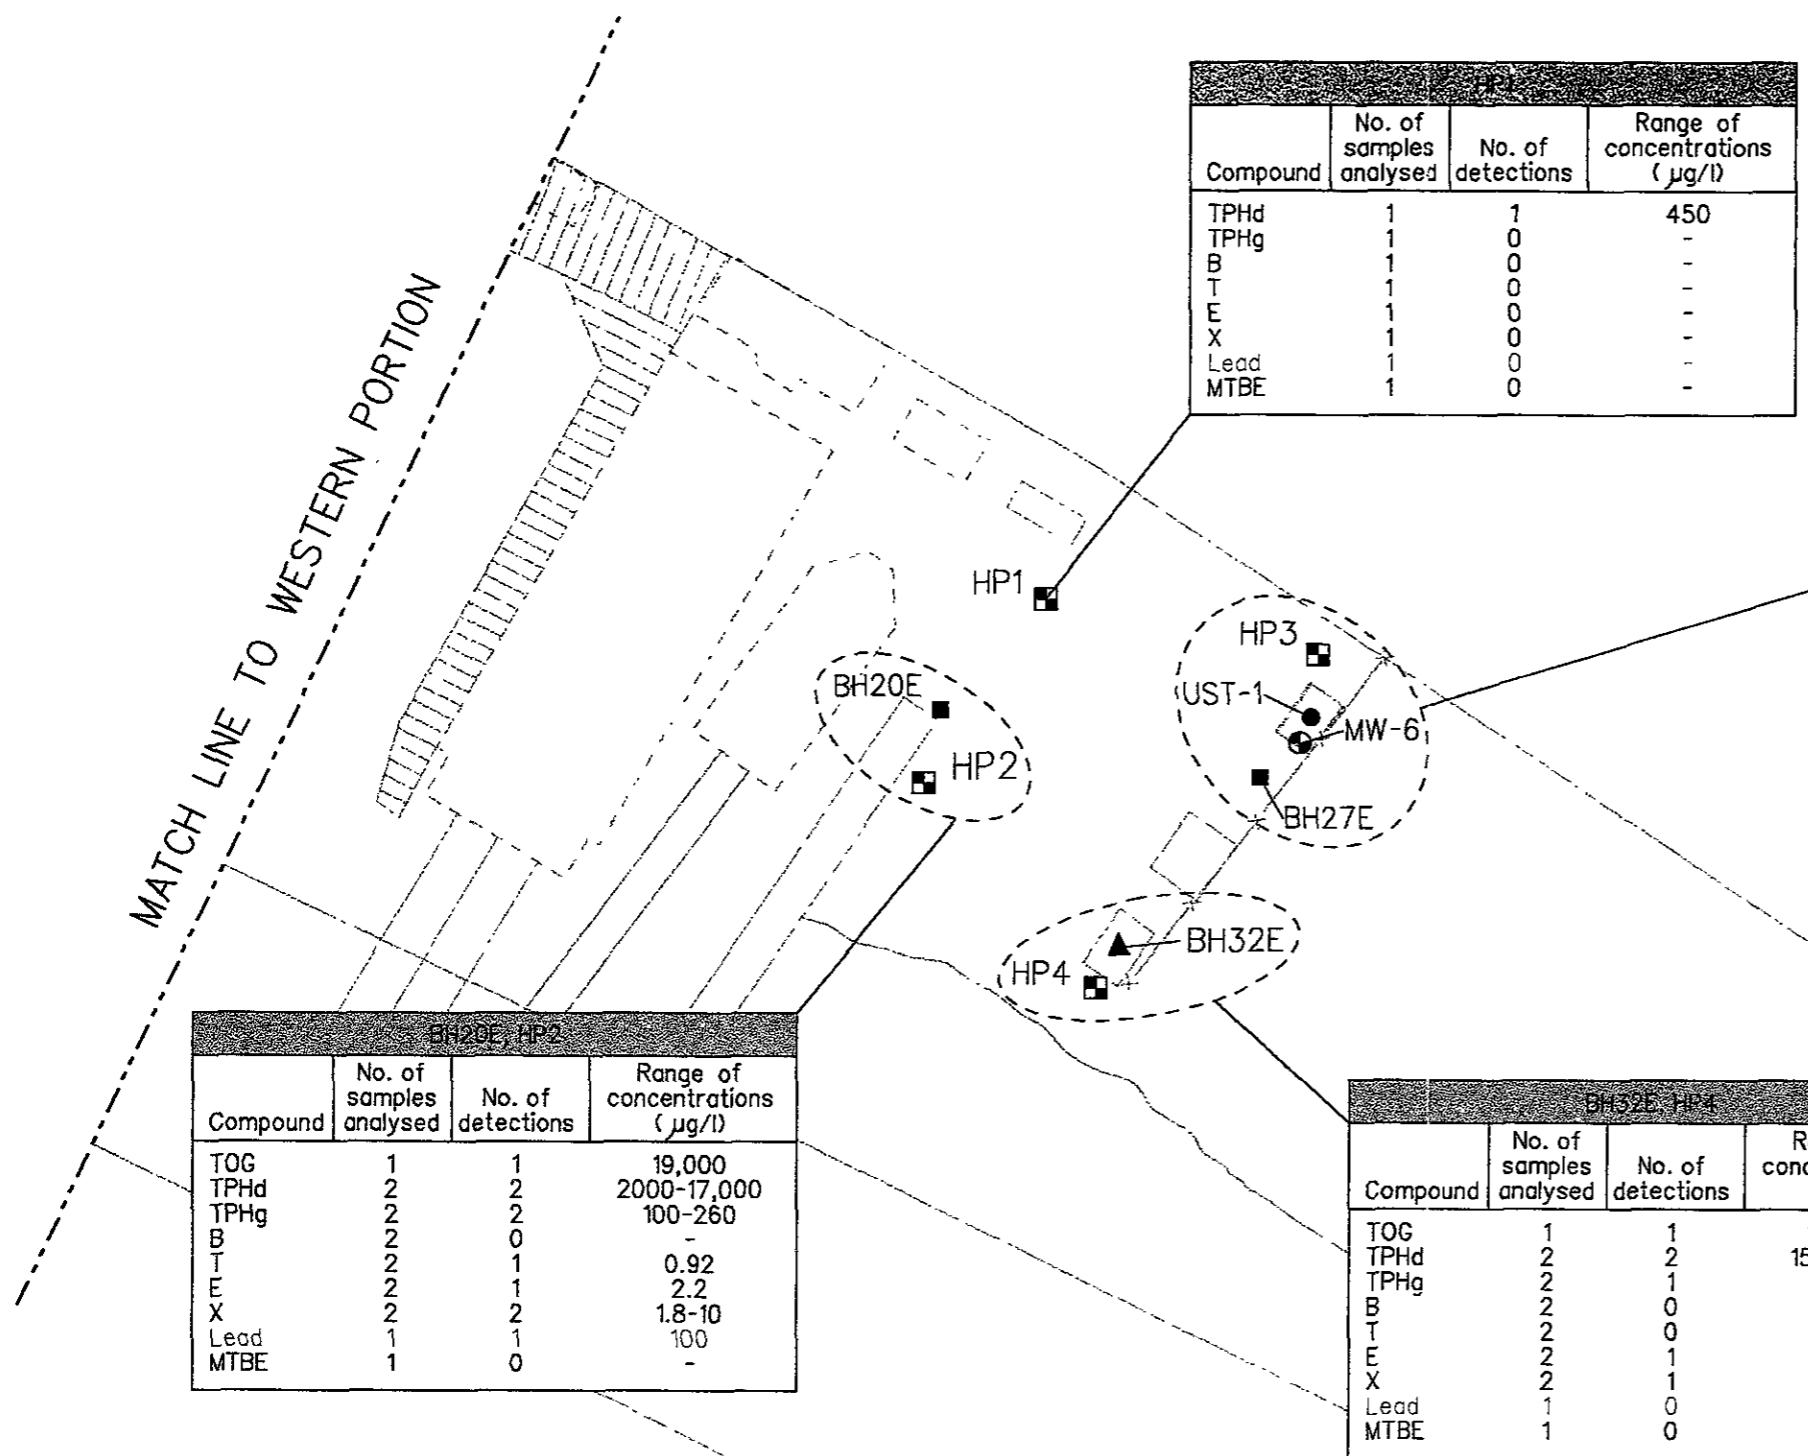 MATCH LINE TO WESTERN PORTION
HP1
Compound No. of samples analysed No. of detections Range of concentrations (µg/l)
TPHd 1 1 450
TPHg 1 0 -
B 1 0 -
T 1 0 -
E 1 0 -
X 1 0 -
Lead 1 0 -
MTBE 1 0 -
HP1
HP3
UST-1
MW-6
BH27E
BH20E
HP2
BH32E
HP4
BH20E, HP2
Compound No. of samples analysed No. of detections Range of concentrations (µg/l)
TOG 1 1 19,000
TPHd 2 2 2000-17,000
TPHg 2 2 100-260
B 2 0 -
T 2 1 0.92
E 2 1 2.2
X 2 2 1.8-10
Lead 1 1 100
MTBE 1 0 -
BH32E, HP4
Compound No. of samples analysed No. of detections R conc
TOG 1 1
TPHd 2 2 15
TPHg 2 1
B 2 0
T 2 0
E 2 1
X 2 1
Lead 1 0
MTBE 1 0